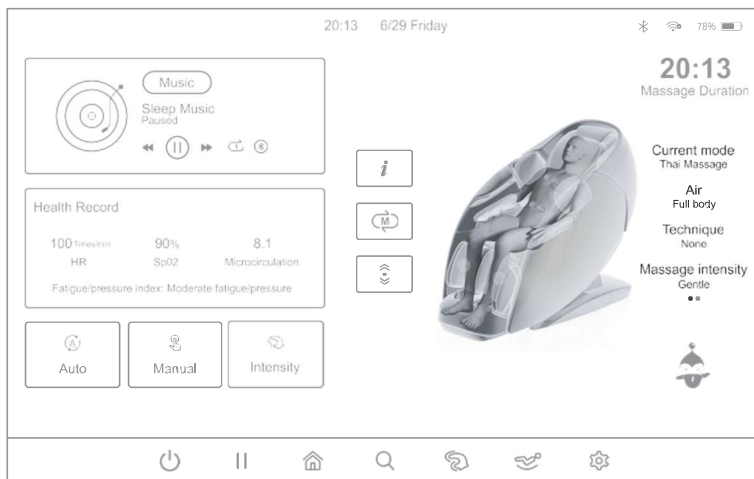 20:13 6/29 Friday
78%
Music
Sleep Music
Paused
Health Record
100 Times/min 90% 8.1
HR Sp02 Microcirculation
Fatigue/pressure index: Moderate fatigue/pressure
A
Auto
Manual
Intensity
i
M
20:13
Massage Duration
Current mode
Thai Massage
Air
Full body
Technique
None
Massage intensity
Gentle